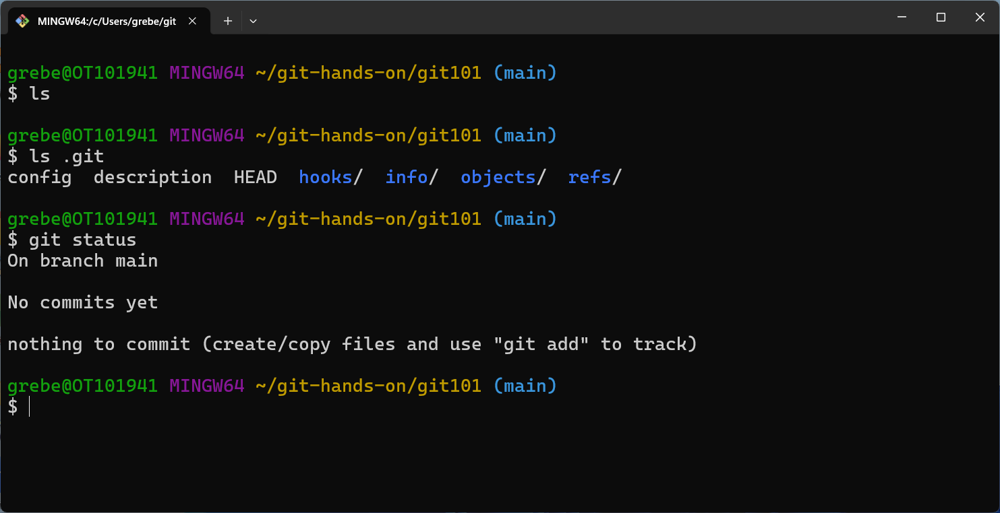 MINGW64:/c/Users/grebe/git
grebe@OT101941 MINGW64 ~/git-hands-on/git101 (main)
$ ls
grebe@OT101941 MINGW64 ~/git-hands-on/git101 (main)
$ ls .git
config  description  HEAD  hooks/  info/  objects/  refs/
grebe@OT101941 MINGW64 ~/git-hands-on/git101 (main)
$ git status
On branch main
No commits yet
nothing to commit (create/copy files and use "git add" to track)
grebe@OT101941 MINGW64 ~/git-hands-on/git101 (main)
$